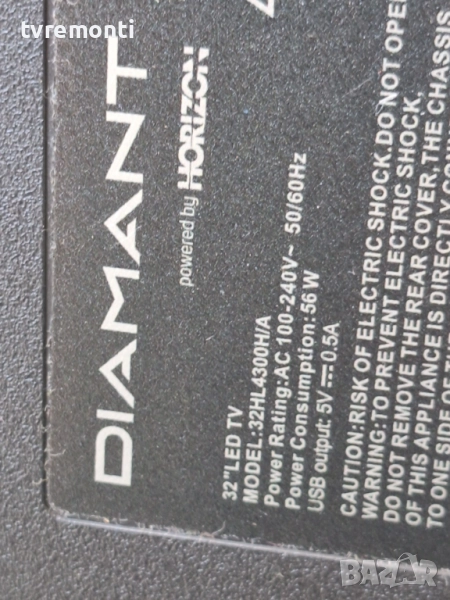 tvremonti
DIAMANT
powered by HORIZON
32"LED TV
MODEL:32HL4300H/A
Power Rating:AC 100-240V~ 50/60Hz
Power Consumption:56 W
USB output: 5V⎓0.5A
CAUTION:RISK OF ELECTRIC SHOCK.DO NOT OPE
WARNING:TO PREVENT ELECTRIC SHOCK,
DO NOT REMOVE THE REAR COVER, THE CHASSIS
OF THIS APPLIANCE IS DIRECTLY
TO ONE SIDE OF
BAZAR